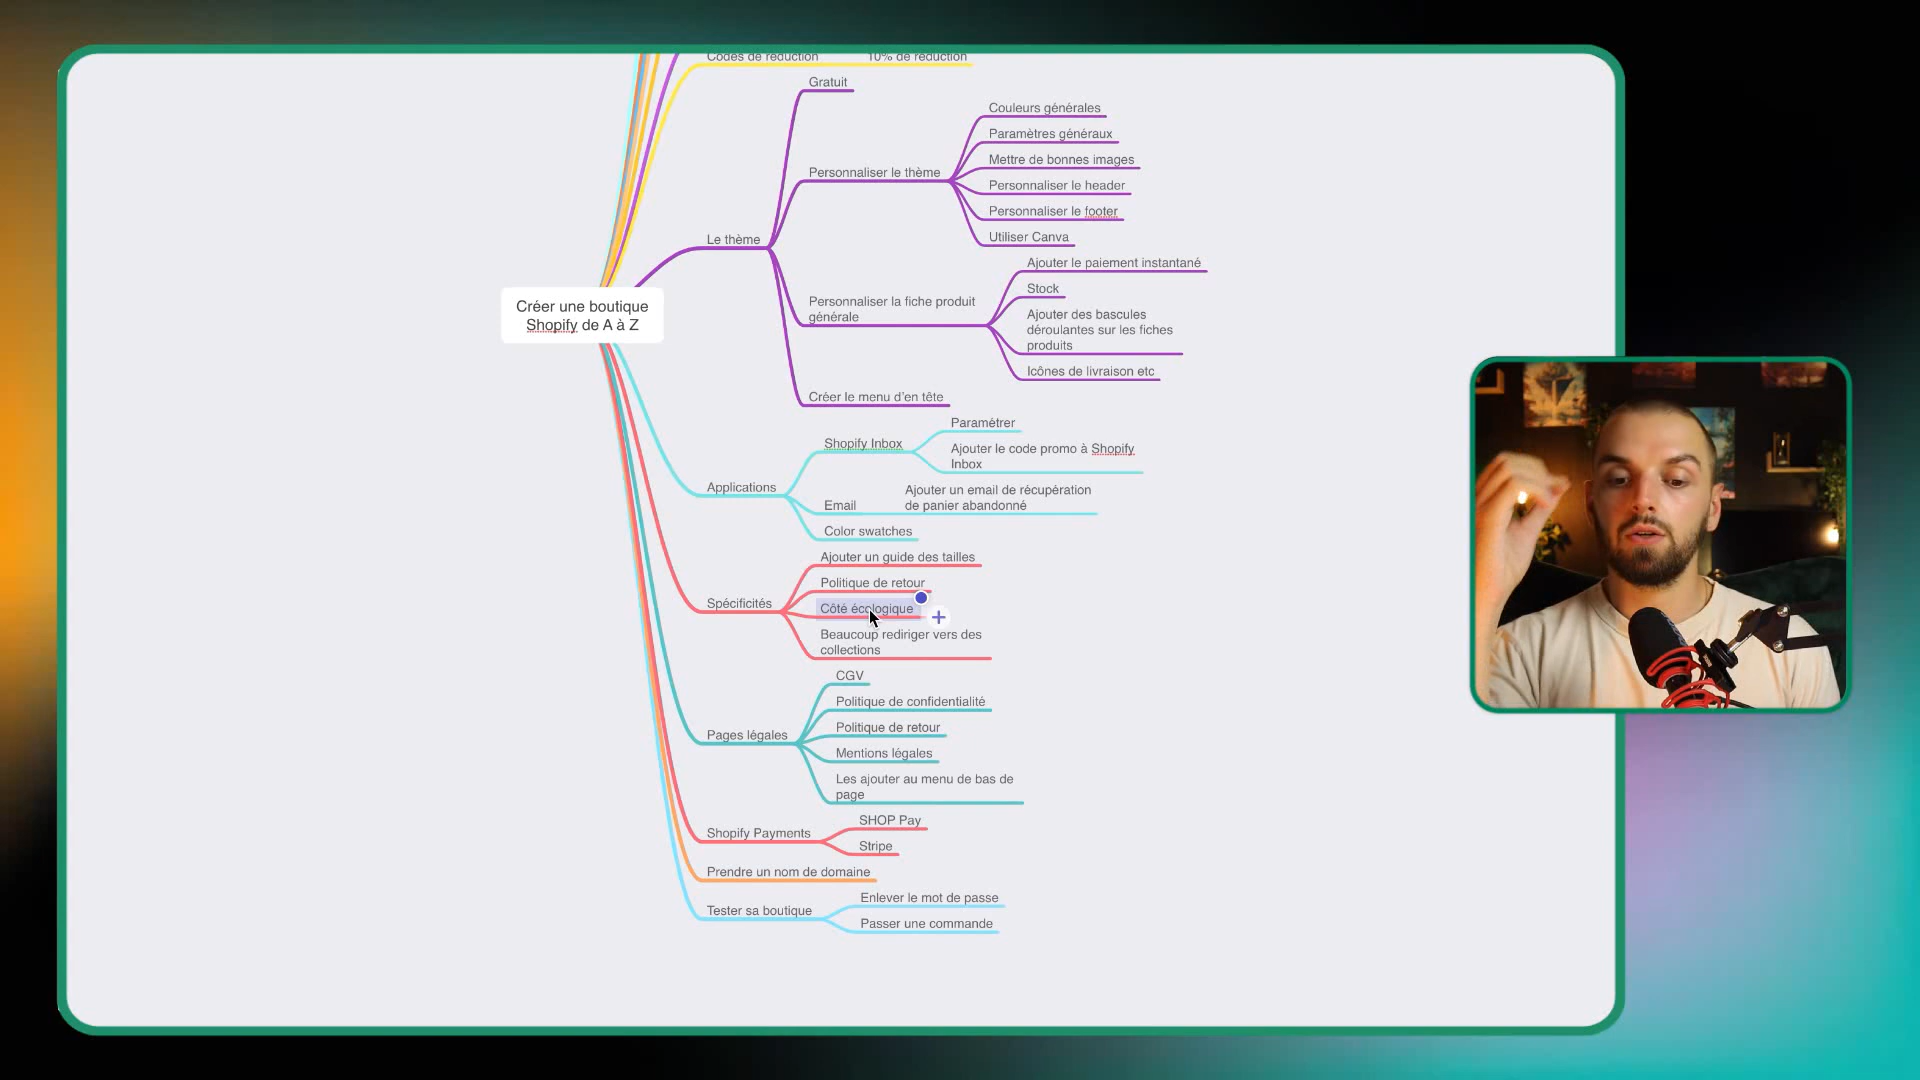 Codes de réduction
10% de réduction
Gratuit
Couleurs générales
Paramètres généraux
Mettre de bonnes images
Personnaliser le thème
Personnaliser le header
Personnaliser le footer
Utiliser Canva
Le thème
Ajouter le paiement instantané
Stock
Personnaliser la fiche produit
générale
Ajouter des bascules
déroulantes sur les fiches
produits
Icônes de livraison etc
Créer le menu d'en tête
Créer une boutique
Shopify de A à Z
Paramétrer
Shopify Inbox
Ajouter le code promo à Shopify
Inbox
Applications
Email
Ajouter un email de récupération
de panier abandonné
Color swatches
Ajouter un guide des tailles
Politique de retour
Spécificités
Côté écologique
Beaucoup rediriger vers des
collections
CGV
Politique de confidentialité
Politique de retour
Pages légales
Mentions légales
Les ajouter au menu de bas de
page
SHOP Pay
Shopify Payments
Stripe
Prendre un nom de domaine
Enlever le mot de passe
Tester sa boutique
Passer une commande